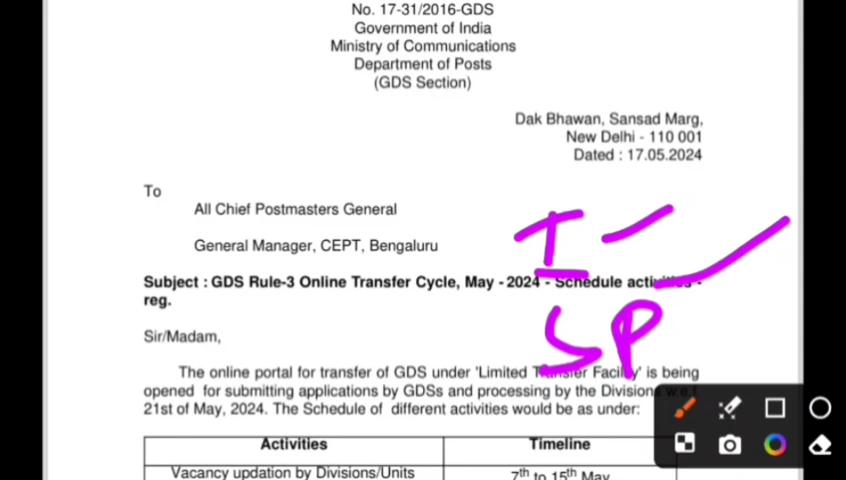 No. 17-31/2016-GDS
Government of India
Ministry of Communications
Department of Posts
(GDS Section)
Dak Bhawan, Sansad Marg,
New Delhi - 110 001
Dated : 17.05.2024
To
All Chief Postmasters General
General Manager, CEPT, Bengaluru
I
Subject : GDS Rule-3 Online Transfer Cycle, May - 2024 - Schedule activities -
reg.
SP
Sir/Madam,
The online portal for transfer of GDS under 'Limited Transfer Facility' is being
opened for submitting applications by GDSs and processing by the Divisions w.e.f
21st of May, 2024. The Schedule of different activities would be as under:
Activities Timeline
Vacancy updation by Divisions/Units 7th to 15th May